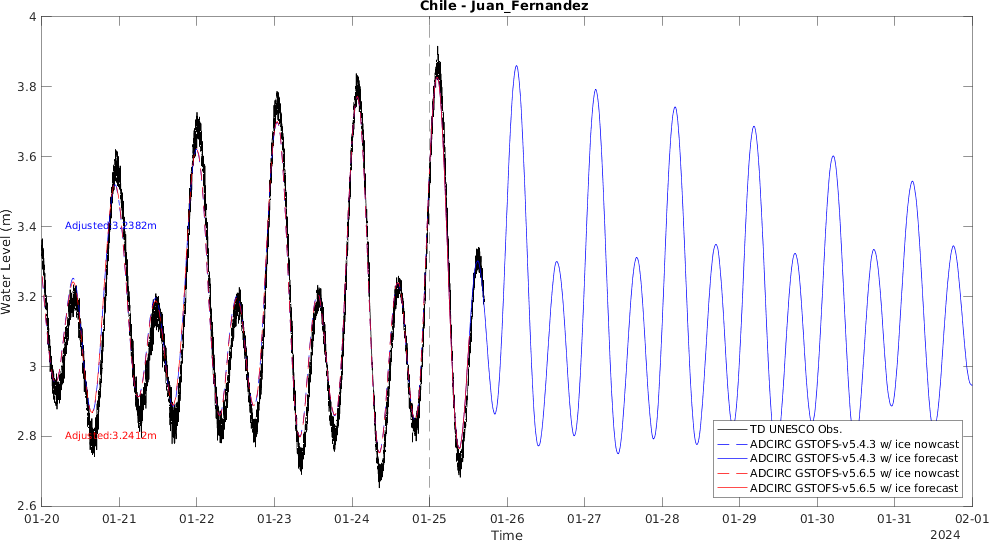 Chile - Juan_Fernandez
Water Level (m)
4
3.8
3.6
3.4
3.2
3
2.8
2.6
Adjusted:3.2382m
Adjusted:3.2412m
TD UNESCO Obs.
ADCIRC GSTOFS-v5.4.3 w/ ice nowcast
ADCIRC GSTOFS-v5.4.3 w/ ice forecast
ADCIRC GSTOFS-v5.6.5 w/ ice nowcast
ADCIRC GSTOFS-v5.6.5 w/ ice forecast
01-20 01-21 01-22 01-23 01-24 01-25 01-26 01-27 01-28 01-29 01-30 01-31 02-01
Time
2024